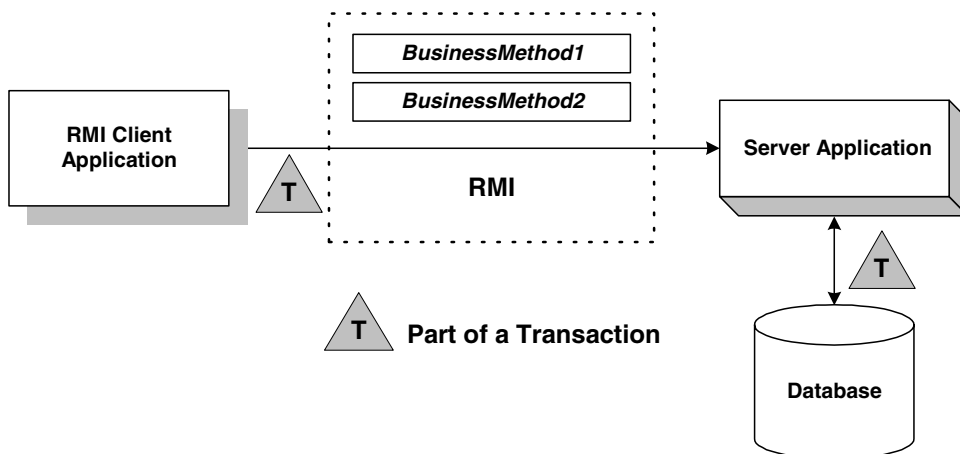 BusinessMethod1
BusinessMethod2
RMI Client
Application
Server Application
T
RMI
T
T
Part of a Transaction
Database